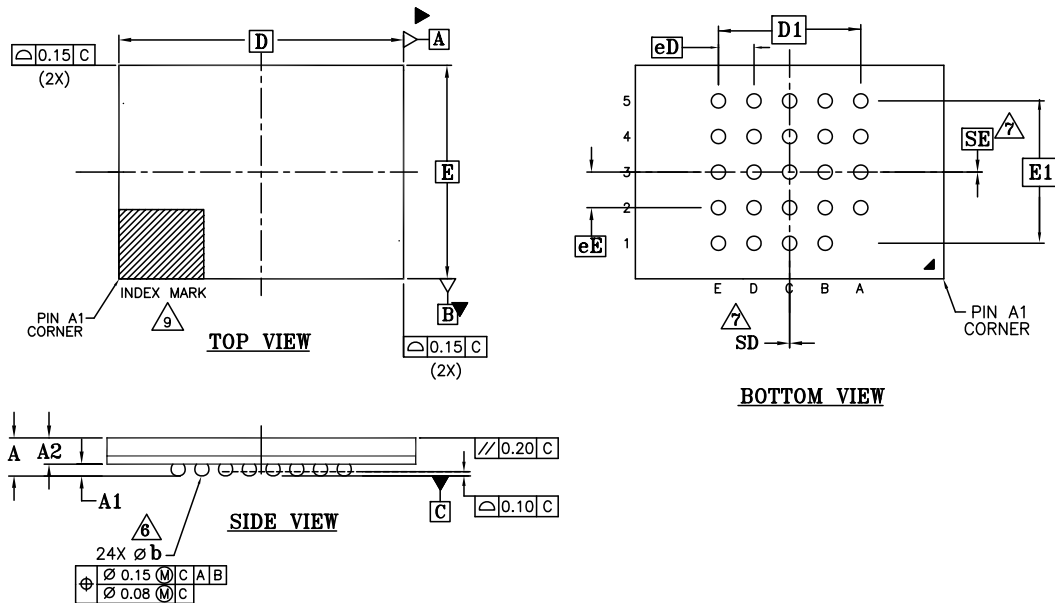 D
A
⌓ 0.15 C
(2X)
E
PIN A1
CORNER
INDEX MARK
9
B
TOP VIEW
⌓ 0.15 C
(2X)
D1
eD
5
4
3
2
1
SE
7
E1
eE
E D C B A
7
SD
PIN A1
CORNER
BOTTOM VIEW
A
A2
A1
// 0.20 C
C
⌓ 0.10 C
SIDE VIEW
6
24X Ø b
⌖ Ø 0.15 Ⓜ C A B
Ø 0.08 Ⓜ C